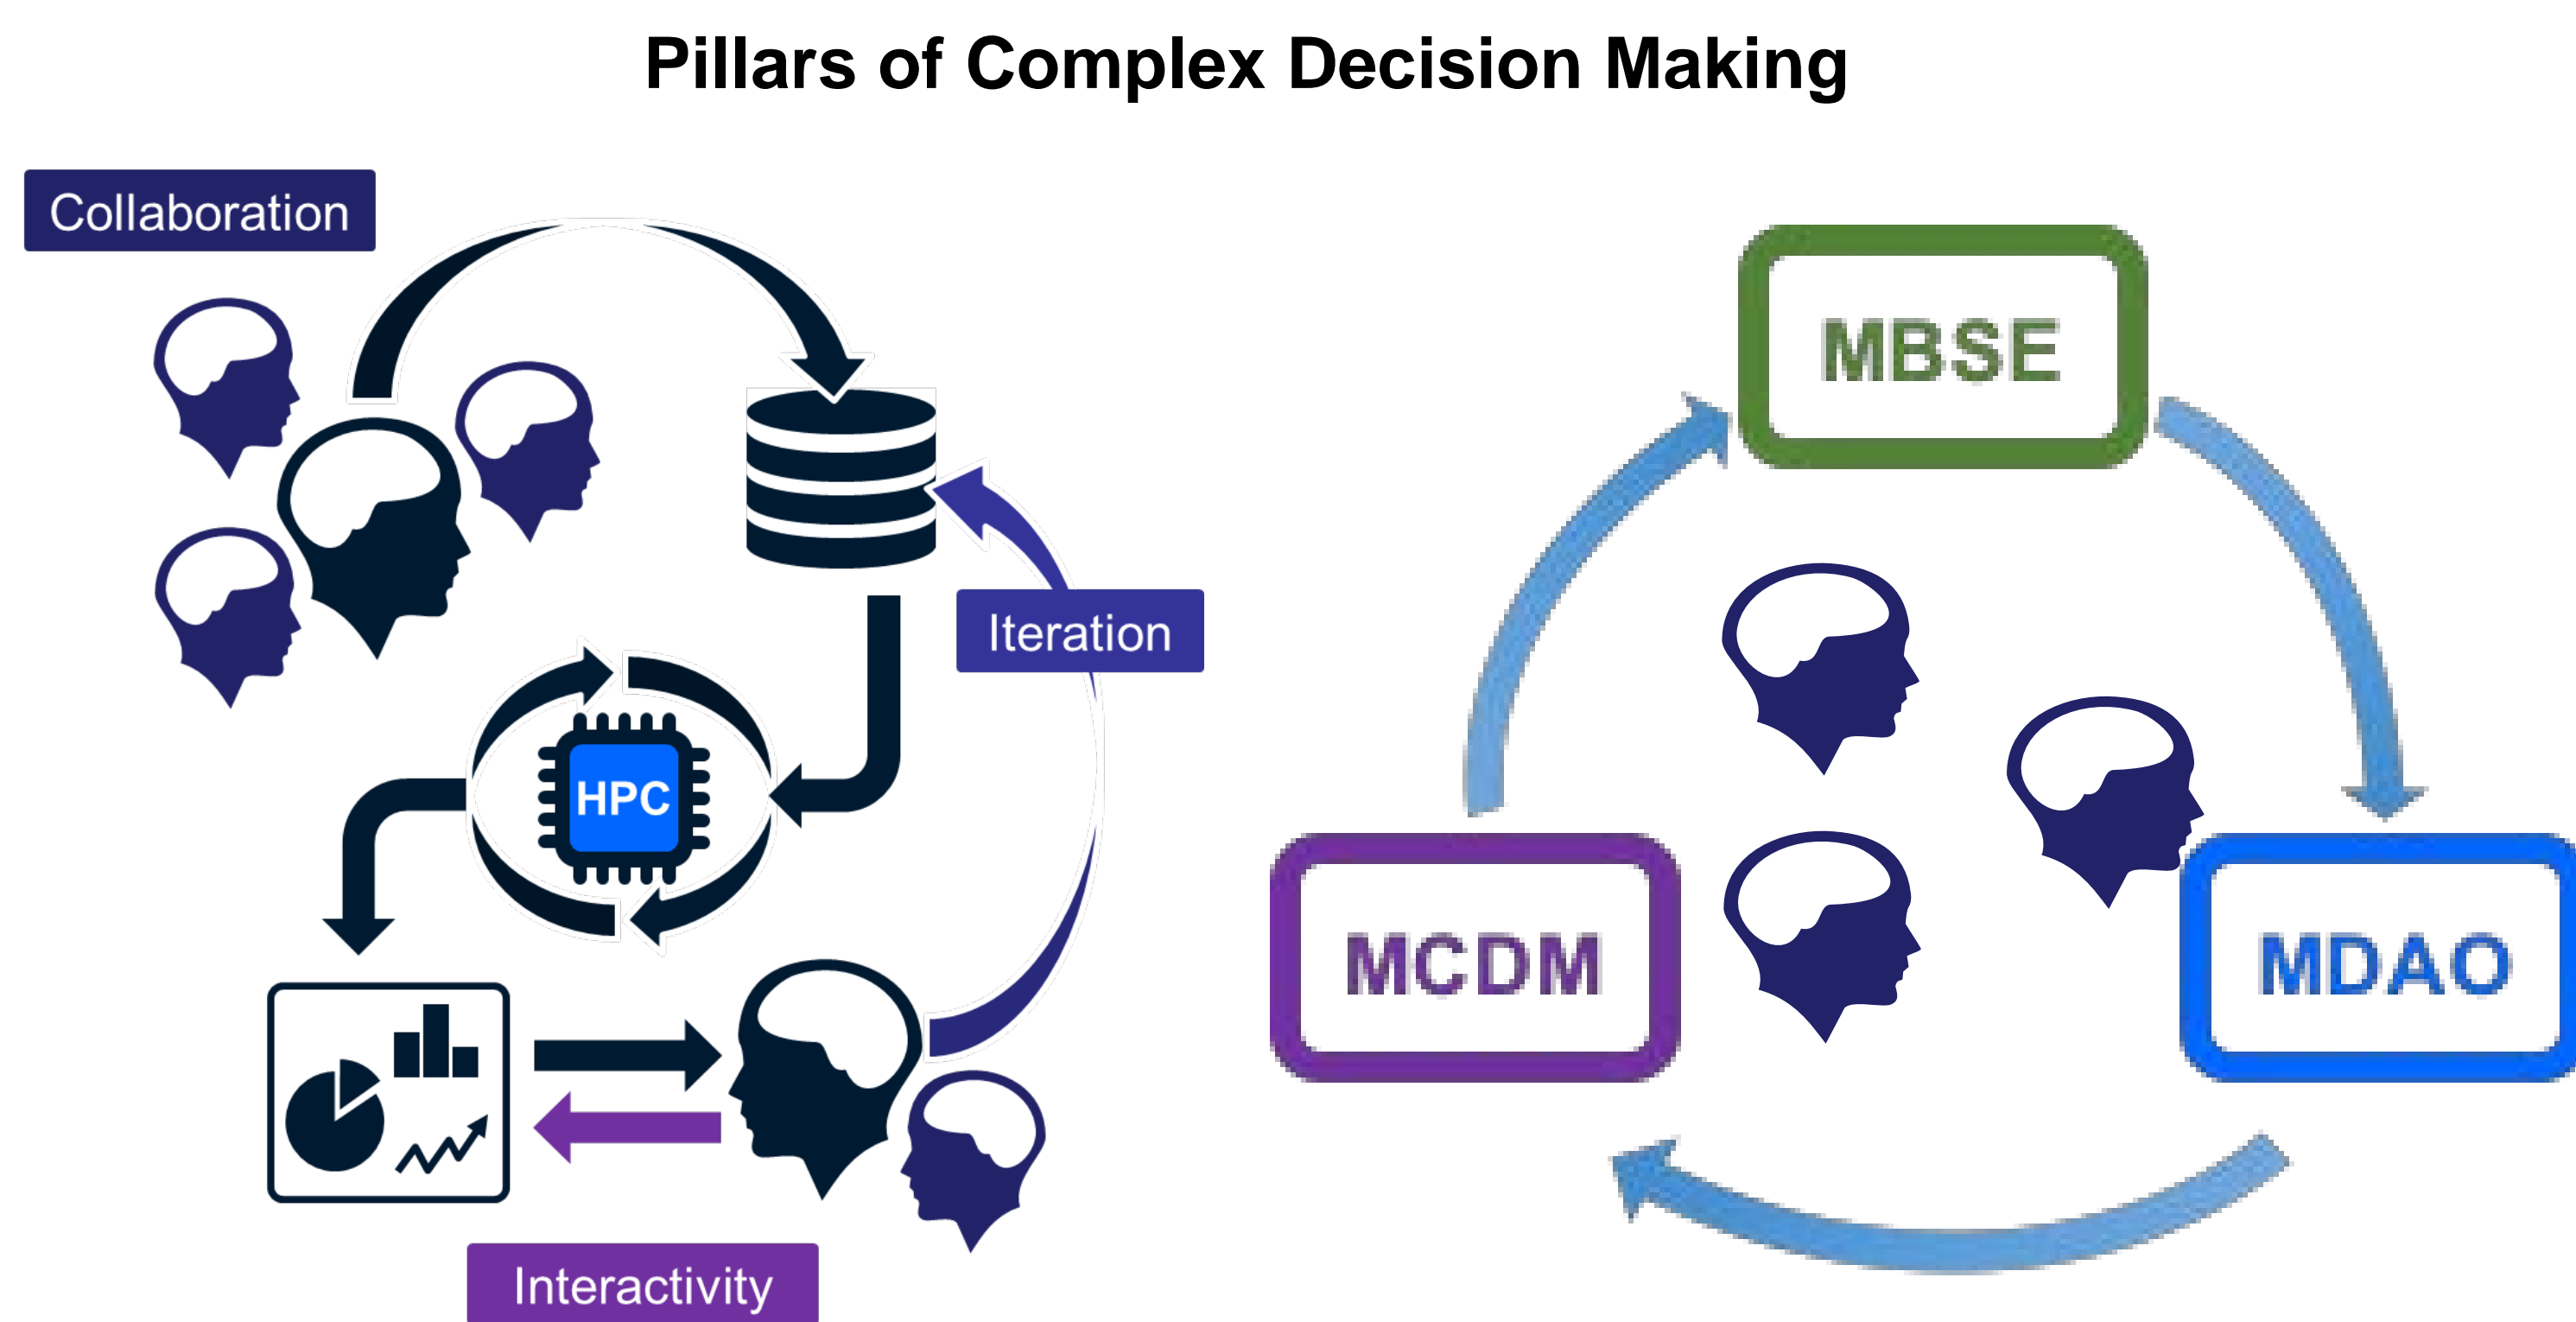 Pillars of Complex Decision Making
Collaboration
Iteration
HPC
Interactivity
MBSE
MCDM
MDAO